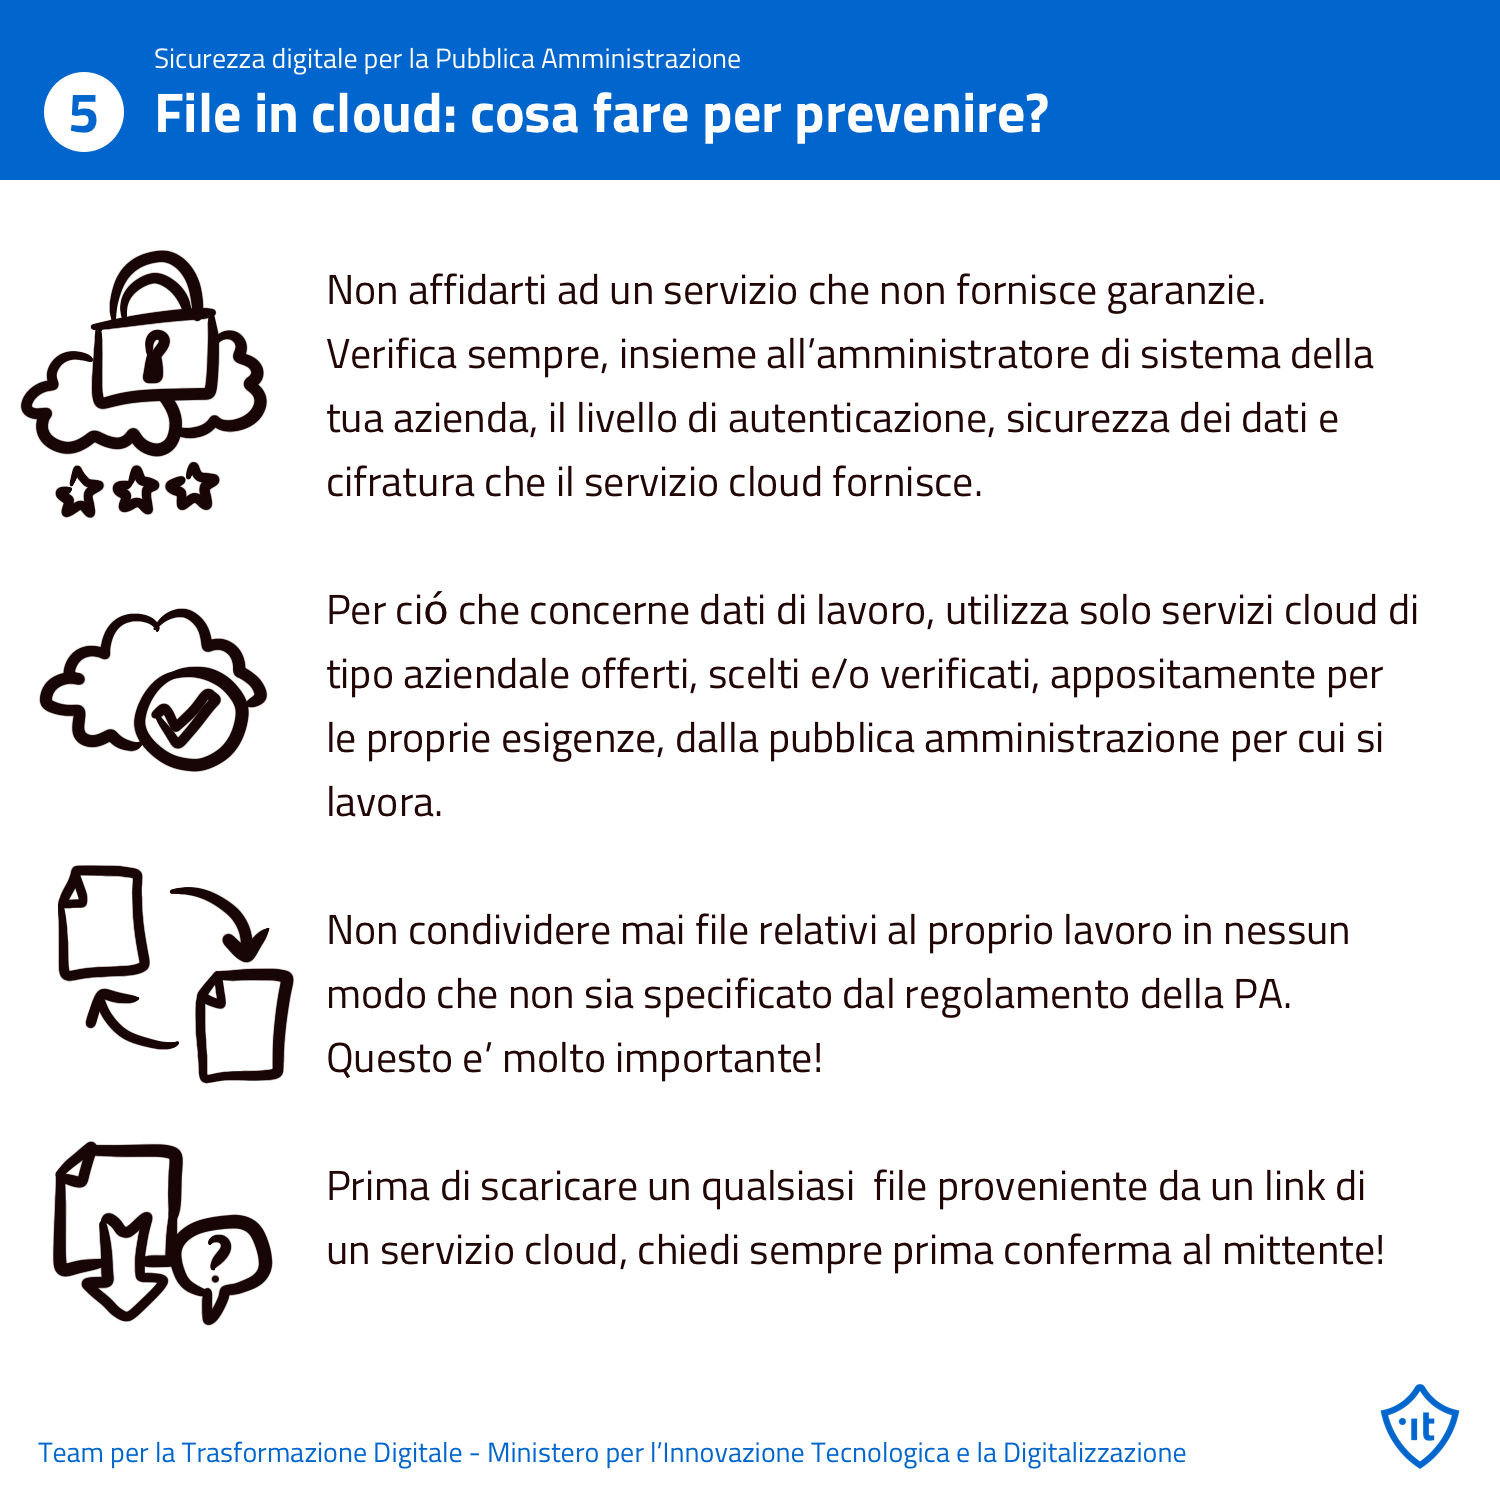 Sicurezza digitale per la Pubblica Amministrazione
5
File in cloud: cosa fare per prevenire?
Non affidarti ad un servizio che non fornisce garanzie.
Verifica sempre, insieme all’amministratore di sistema della
tua azienda, il livello di autenticazione, sicurezza dei dati e
cifratura che il servizio cloud fornisce.
Per ció che concerne dati di lavoro, utilizza solo servizi cloud di
tipo aziendale offerti, scelti e/o verificati, appositamente per
le proprie esigenze, dalla pubblica amministrazione per cui si
lavora.
Non condividere mai file relativi al proprio lavoro in nessun
modo che non sia specificato dal regolamento della PA.
Questo e’ molto importante!
?
Prima di scaricare un qualsiasi  file proveniente da un link di
un servizio cloud, chiedi sempre prima conferma al mittente!
Team per la Trasformazione Digitale - Ministero per l’Innovazione Tecnologica e la Digitalizzazione
·it